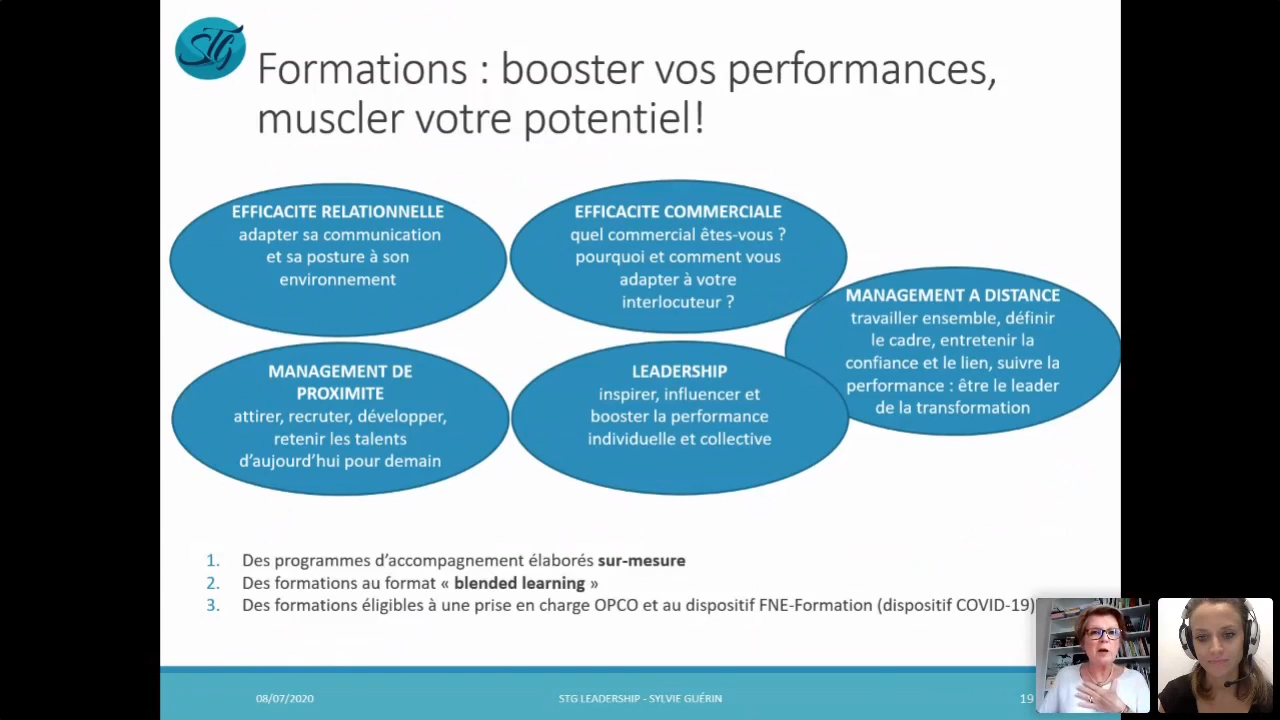 STG
Formations : booster vos performances,
muscler votre potentiel!
EFFICACITE RELATIONNELLE
adapter sa communication
et sa posture à son
environnement
EFFICACITE COMMERCIALE
quel commercial êtes-vous ?
pourquoi et comment vous
adapter à votre
interlocuteur ?
MANAGEMENT A DISTANCE
travailler ensemble, définir
le cadre, entretenir la
confiance et le lien, suivre la
performance : être le leader
de la transformation
MANAGEMENT DE
PROXIMITE
attirer, recruter, développer,
retenir les talents
d’aujourd’hui pour demain
LEADERSHIP
inspirer, influencer et
booster la performance
individuelle et collective
1. Des programmes d’accompagnement élaborés sur-mesure
2. Des formations au format « blended learning »
3. Des formations éligibles à une prise en charge OPCO et au dispositif FNE-Formation (dispositif COVID-19)
08/07/2020
STG LEADERSHIP - SYLVIE GUÉRIN
19